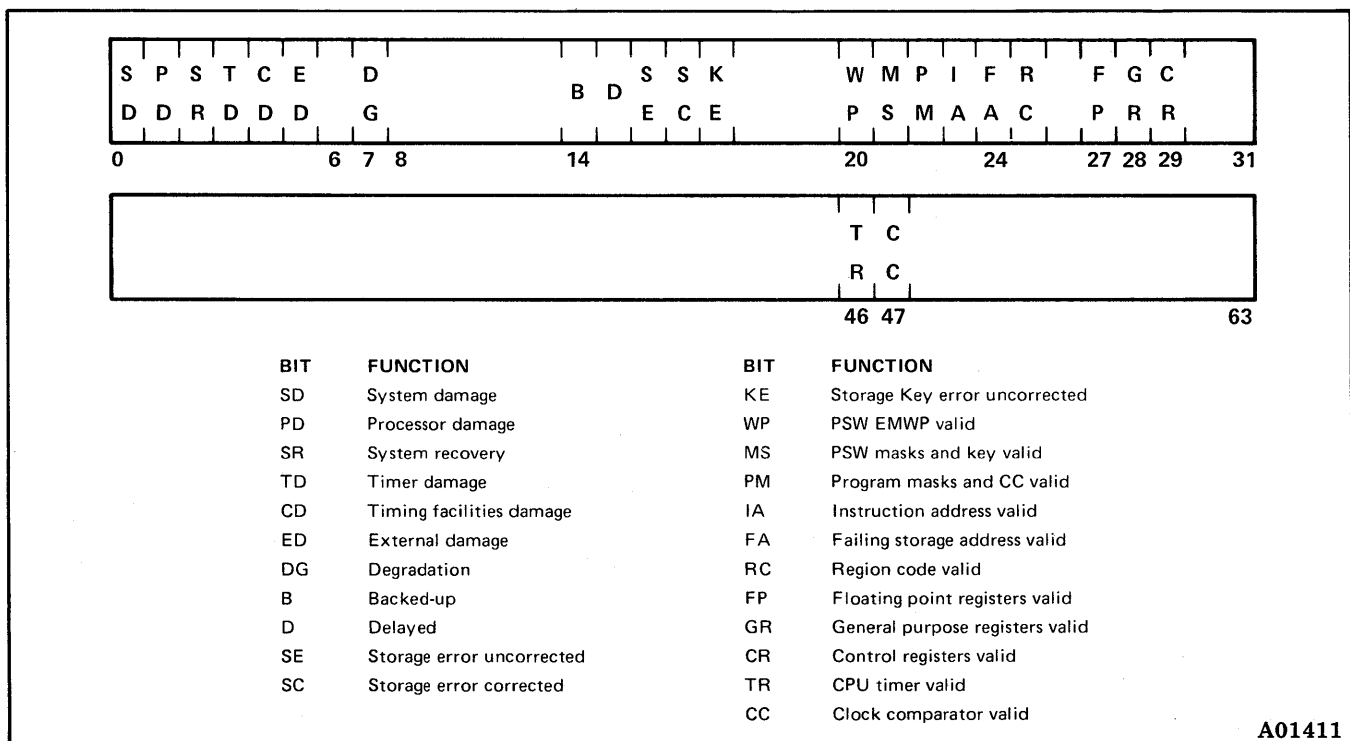 S P S T C E D B D S S K W M P I F R F G C
D D R D D D G E C E P S M A A C P R R
0 6 7 8 14 20 24 27 28 29 31
T C
R C
46 47 63
BIT FUNCTION BIT FUNCTION
SD System damage KE Storage Key error uncorrected
PD Processor damage WP PSW EMWP valid
SR System recovery MS PSW masks and key valid
TD Timer damage PM Program masks and CC valid
CD Timing facilities damage IA Instruction address valid
ED External damage FA Failing storage address valid
DG Degradation RC Region code valid
B Backed-up FP Floating point registers valid
D Delayed GR General purpose registers valid
SE Storage error uncorrected CR Control registers valid
SC Storage error corrected TR CPU timer valid
CC Clock comparator valid
A01411